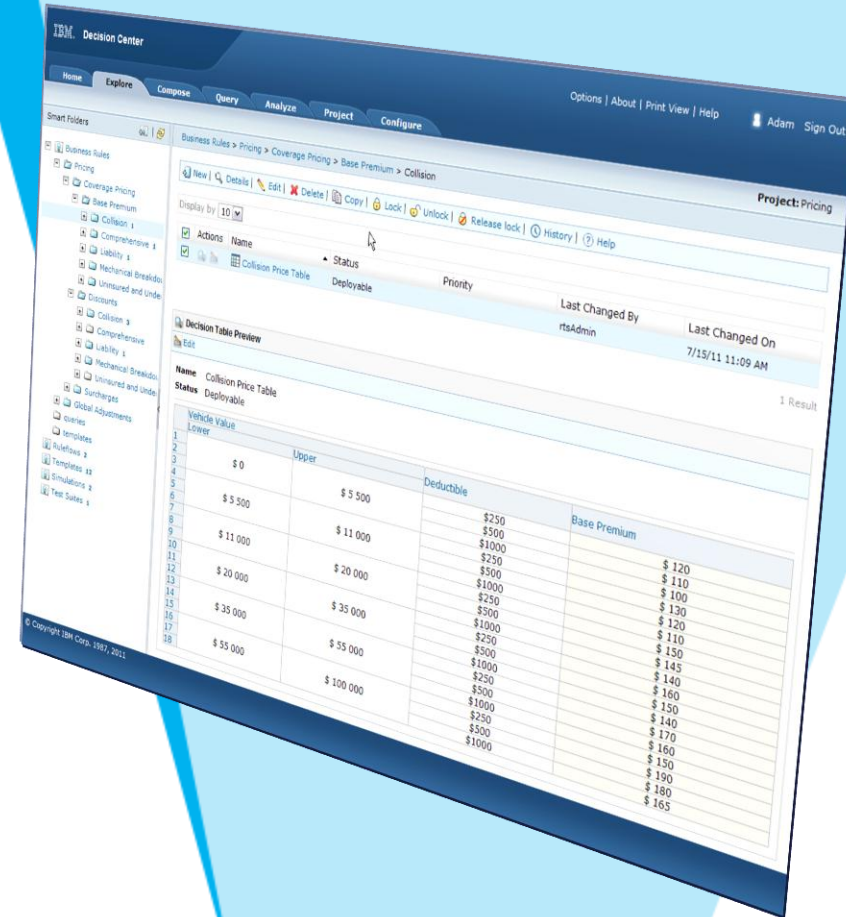 IBM. Decision Center
Options | About | Print View | Help
Adam Sign Out
Home Explore Compose Query Analyze Project Configure
Project: Pricing
Smart Folders
Business Rules
Pricing
Coverage Pricing
Base Premium
Collision 1
Comprehensive 1
Liability 1
Mechanical Breakdo
Uninsured and Unde
Discounts
Collision 3
Comprehensive
Liability 1
Mechanical Breakdo
Uninsured and Unde
Surcharges
Global Adjustments
queries
templates
Ruleflows 2
Templates 12
Simulations 2
Test Suites 1
Business Rules > Pricing > Coverage Pricing > Base Premium > Collision
New | Details | Edit | Delete | Copy | Lock | Unlock | Release lock | History | Help
Display by 10
Actions Name Status Priority Last Changed By Last Changed On
Collision Price Table Deployable rtsAdmin 7/15/11 11:09 AM
1 Result
Decision Table Preview
Edit
Name Collision Price Table
Status Deployable
Vehicle Value
Lower Upper Deductible Base Premium
1 $ 0 $ 5 500 $250 $ 120
2 $500 $ 110
3 $1000 $ 100
4 $ 5 500 $ 11 000 $250 $ 130
5 $500 $ 120
6 $1000 $ 110
7 $ 11 000 $ 20 000 $250 $ 150
8 $500 $ 145
9 $1000 $ 140
10 $ 20 000 $ 35 000 $250 $ 160
11 $500 $ 150
12 $1000 $ 140
13 $ 35 000 $ 55 000 $250 $ 170
14 $500 $ 160
15 $1000 $ 150
16 $ 55 000 $ 100 000 $250 $ 190
17 $500 $ 180
18 $1000 $ 165
© Copyright IBM Corp. 1987, 2011